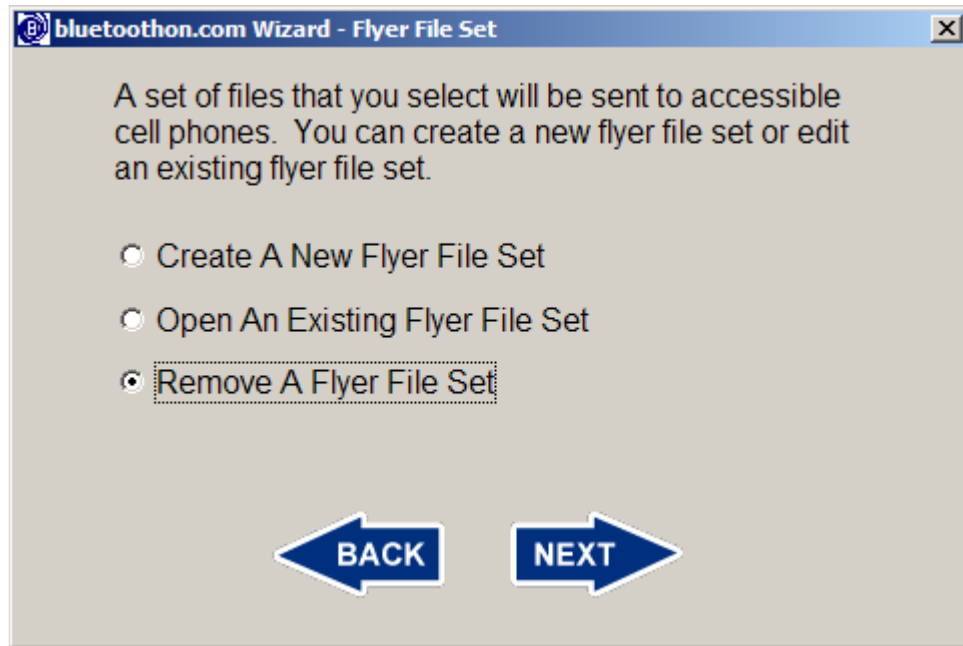 bluetoothon.com Wizard - Flyer File Set
A set of files that you select will be sent to accessible
cell phones. You can create a new flyer file set or edit
an existing flyer file set.
Create A New Flyer File Set
Open An Existing Flyer File Set
Remove A Flyer File Set
BACK NEXT